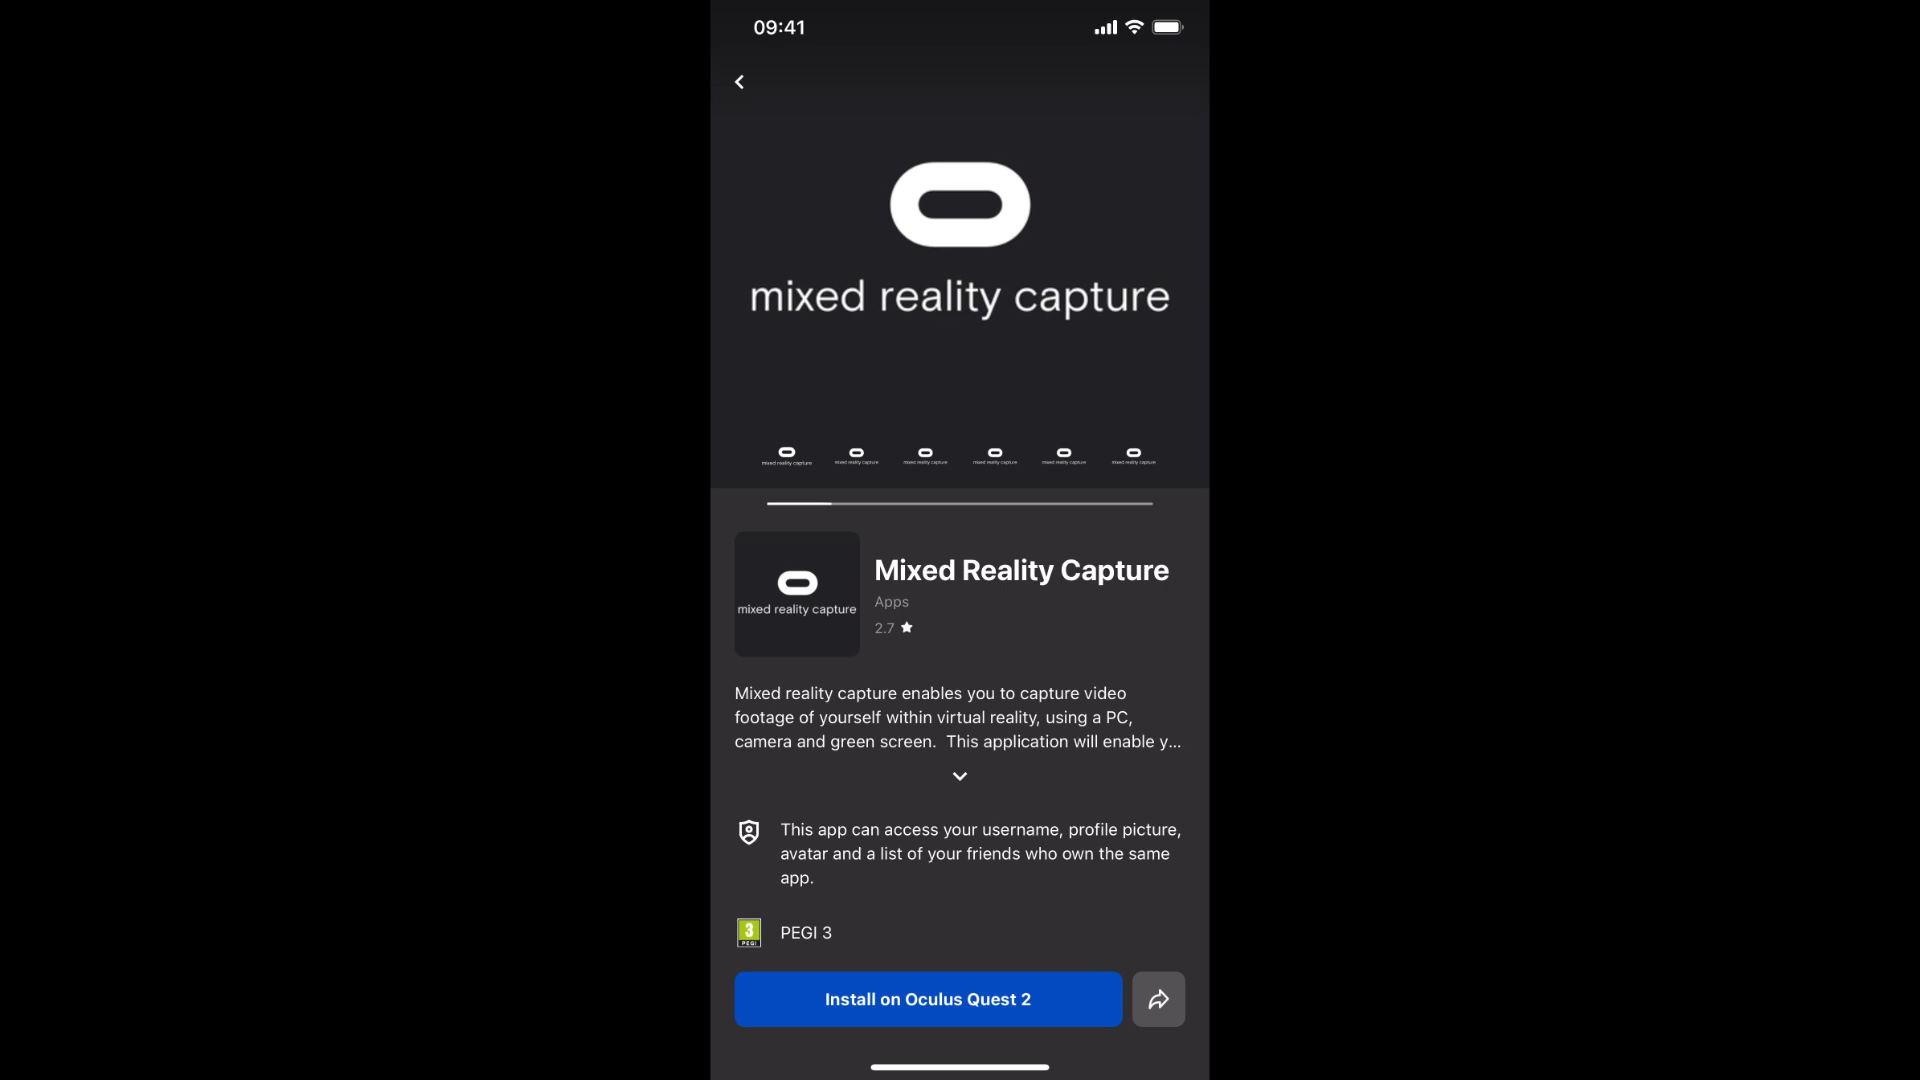 09:41
mixed reality capture
mixed reality capture
mixed reality capture
mixed reality capture
mixed reality capture
mixed reality capture
mixed reality capture
mixed reality capture
Mixed Reality Capture
Apps
2.7
Mixed reality capture enables you to capture video
footage of yourself within virtual reality, using a PC,
camera and green screen.  This application will enable y...
This app can access your username, profile picture,
avatar and a list of your friends who own the same
app.
3
PEGI
PEGI 3
Install on Oculus Quest 2